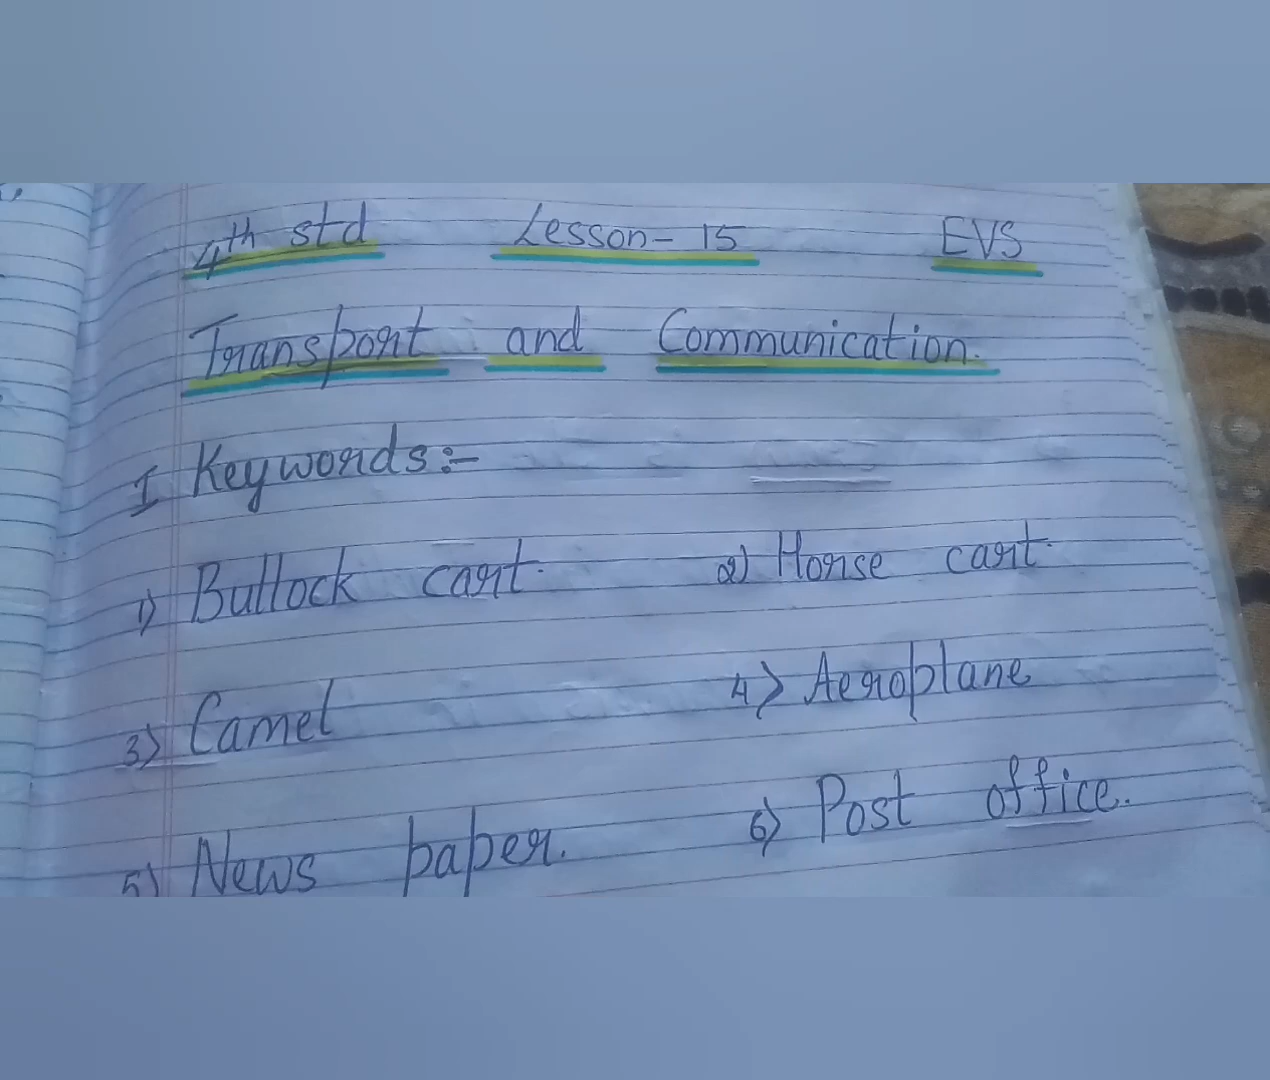 4th std Lesson- 15 EVS
Transport and Communication.
I Keywords:-
1) Bullock cart. 2) Horse cart.
3) Camel 4) Aeroplane
5) News paper. 6) Post office.